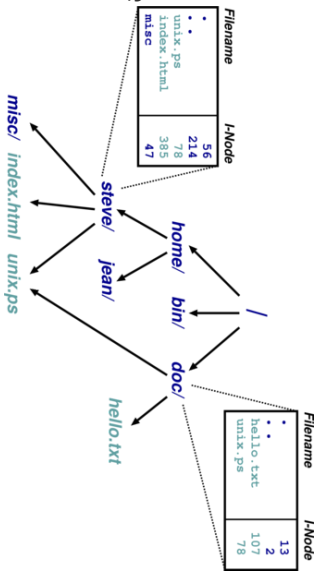 Filename I-Node
. 13
.. 2
hello.txt 107
unix.ps 78
/
Filename I-Node
. 56
.. 214
unix.ps 78
index.html 385
misc 47
home/ bin/ doc/
steve/ jean/ hello.txt
misc/ index.html unix.ps